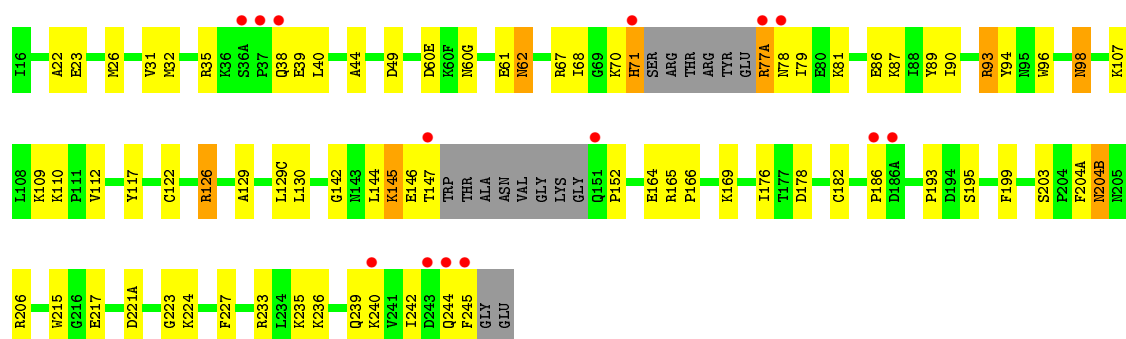 I16 A22 E23 M26 V31 M32 R35 K36 S36A P37 Q38 E39 L40 A44 D49 D60E K60F N60G E61 N62 R67 I68 G69 K70 H71 SER ARG THR ARG TYR GLU R77A N78 I79 E80 K81 E86 K87 I88 Y89 I90 R93 Y94 N95 W96 N98 K107
L108 K109 K110 P111 V112 Y117 C122 R126 A129 L129C L130 G142 N143 L144 K145 E146 T147 TRP THR ALA ASN VAL GLY LYS GLY Q151 P152 E164 R165 P166 K169 I176 T177 D178 C182 P186 D186A P193 D194 S195 F199 S203 P204 F204A N204B N205
R206 W215 G216 E217 D221A G223 K224 F227 R233 L234 K235 K236 Q239 K240 V241 I242 D243 Q244 F245 GLY GLU